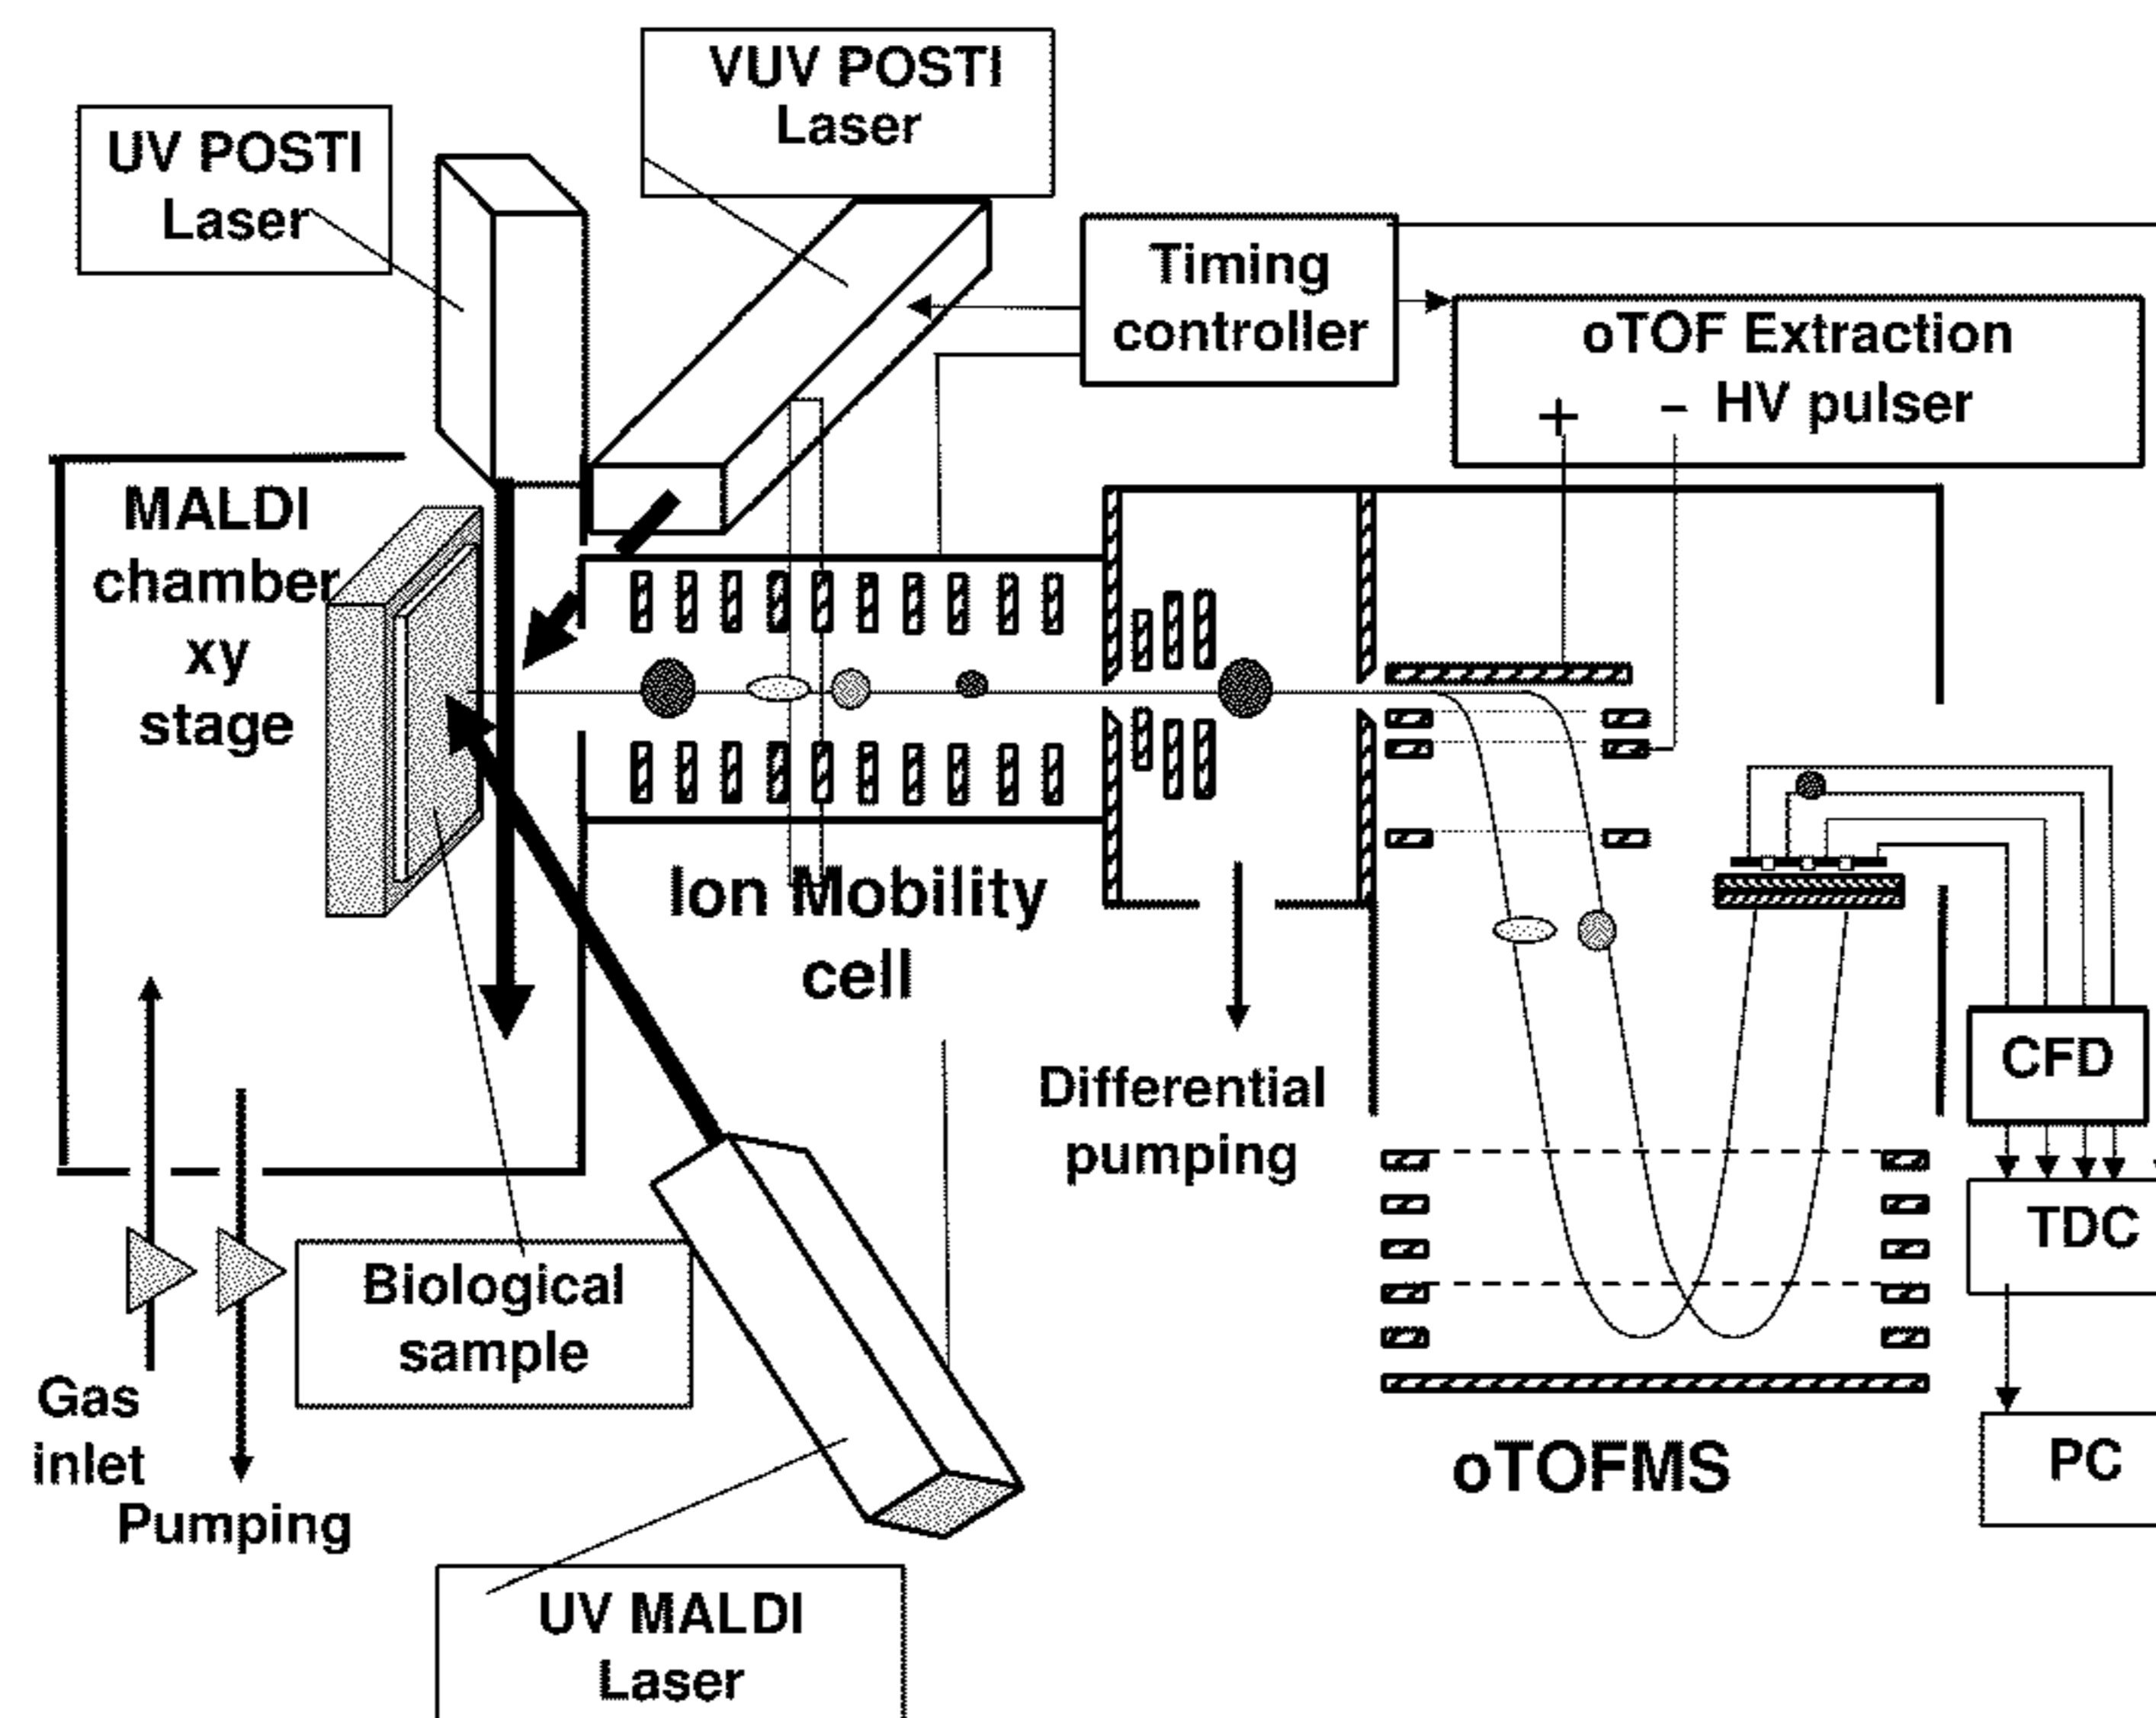 VUV POSTI
Laser
UV POSTI
Laser
Timing
controller
oTOF Extraction
+ − HV pulser
MALDI
chamber
xy
stage
Ion Mobility
cell
Differential
pumping
CFD
TDC
PC
Biological
sample
Gas
inlet
Pumping
oTOFMS
UV MALDI
Laser